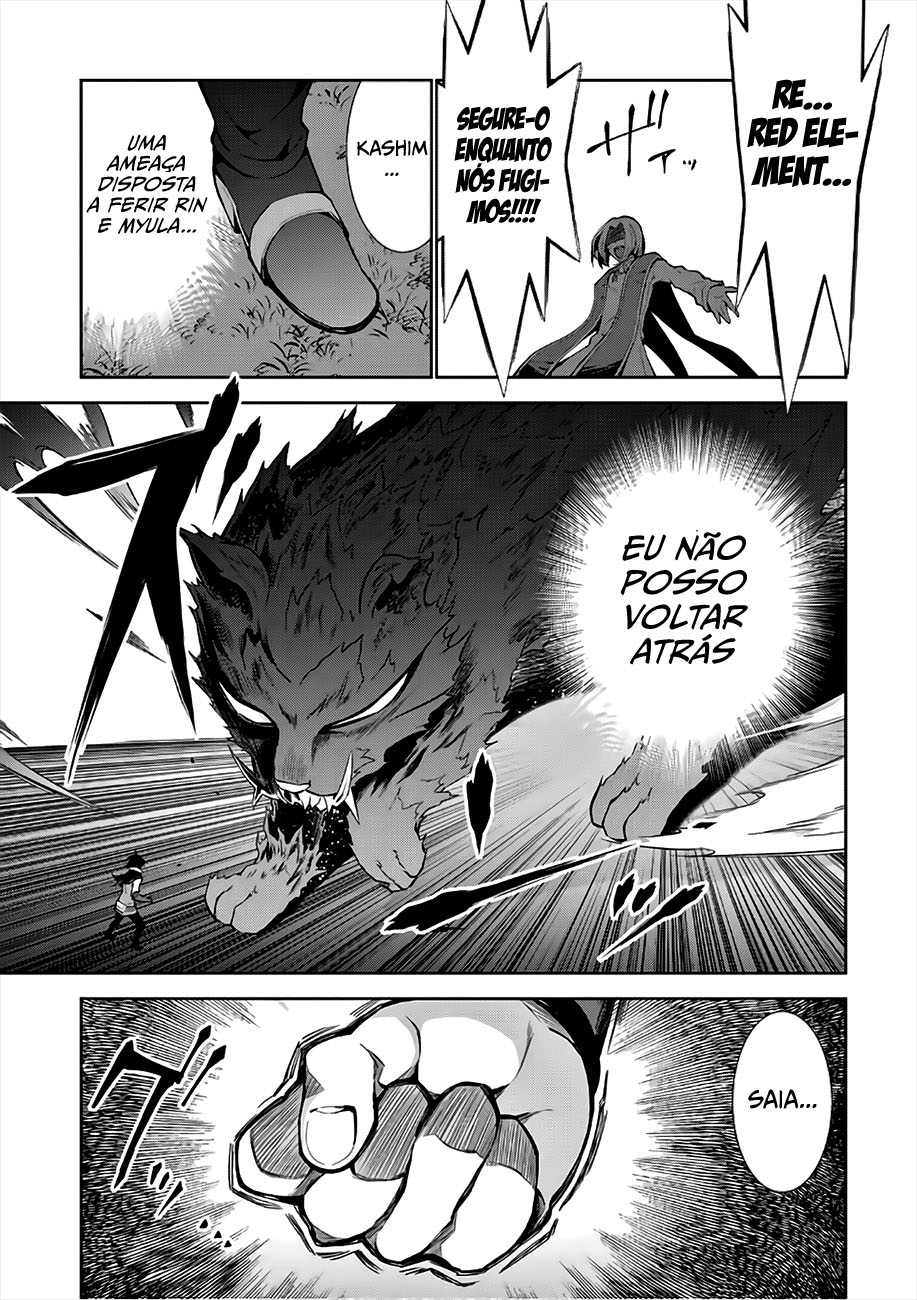 RE...
RED ELE-
MENT...
SEGURE-O
ENQUANTO
NÓS FUGI-
MOS!!!!
KASHIM
...
UMA
AMEAÇA
DISPOSTA
A FERIR RIN
E MYULA...
EU NÃO
POSSO
VOLTAR
ATRÁS
SAIA...